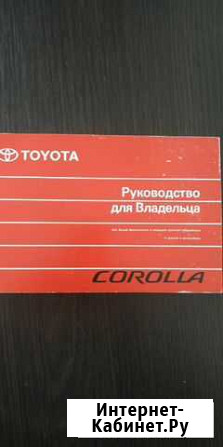 TOYOTA
Руководство
для Владельца
COROLLA
Интернет-
Кабинет.Ру